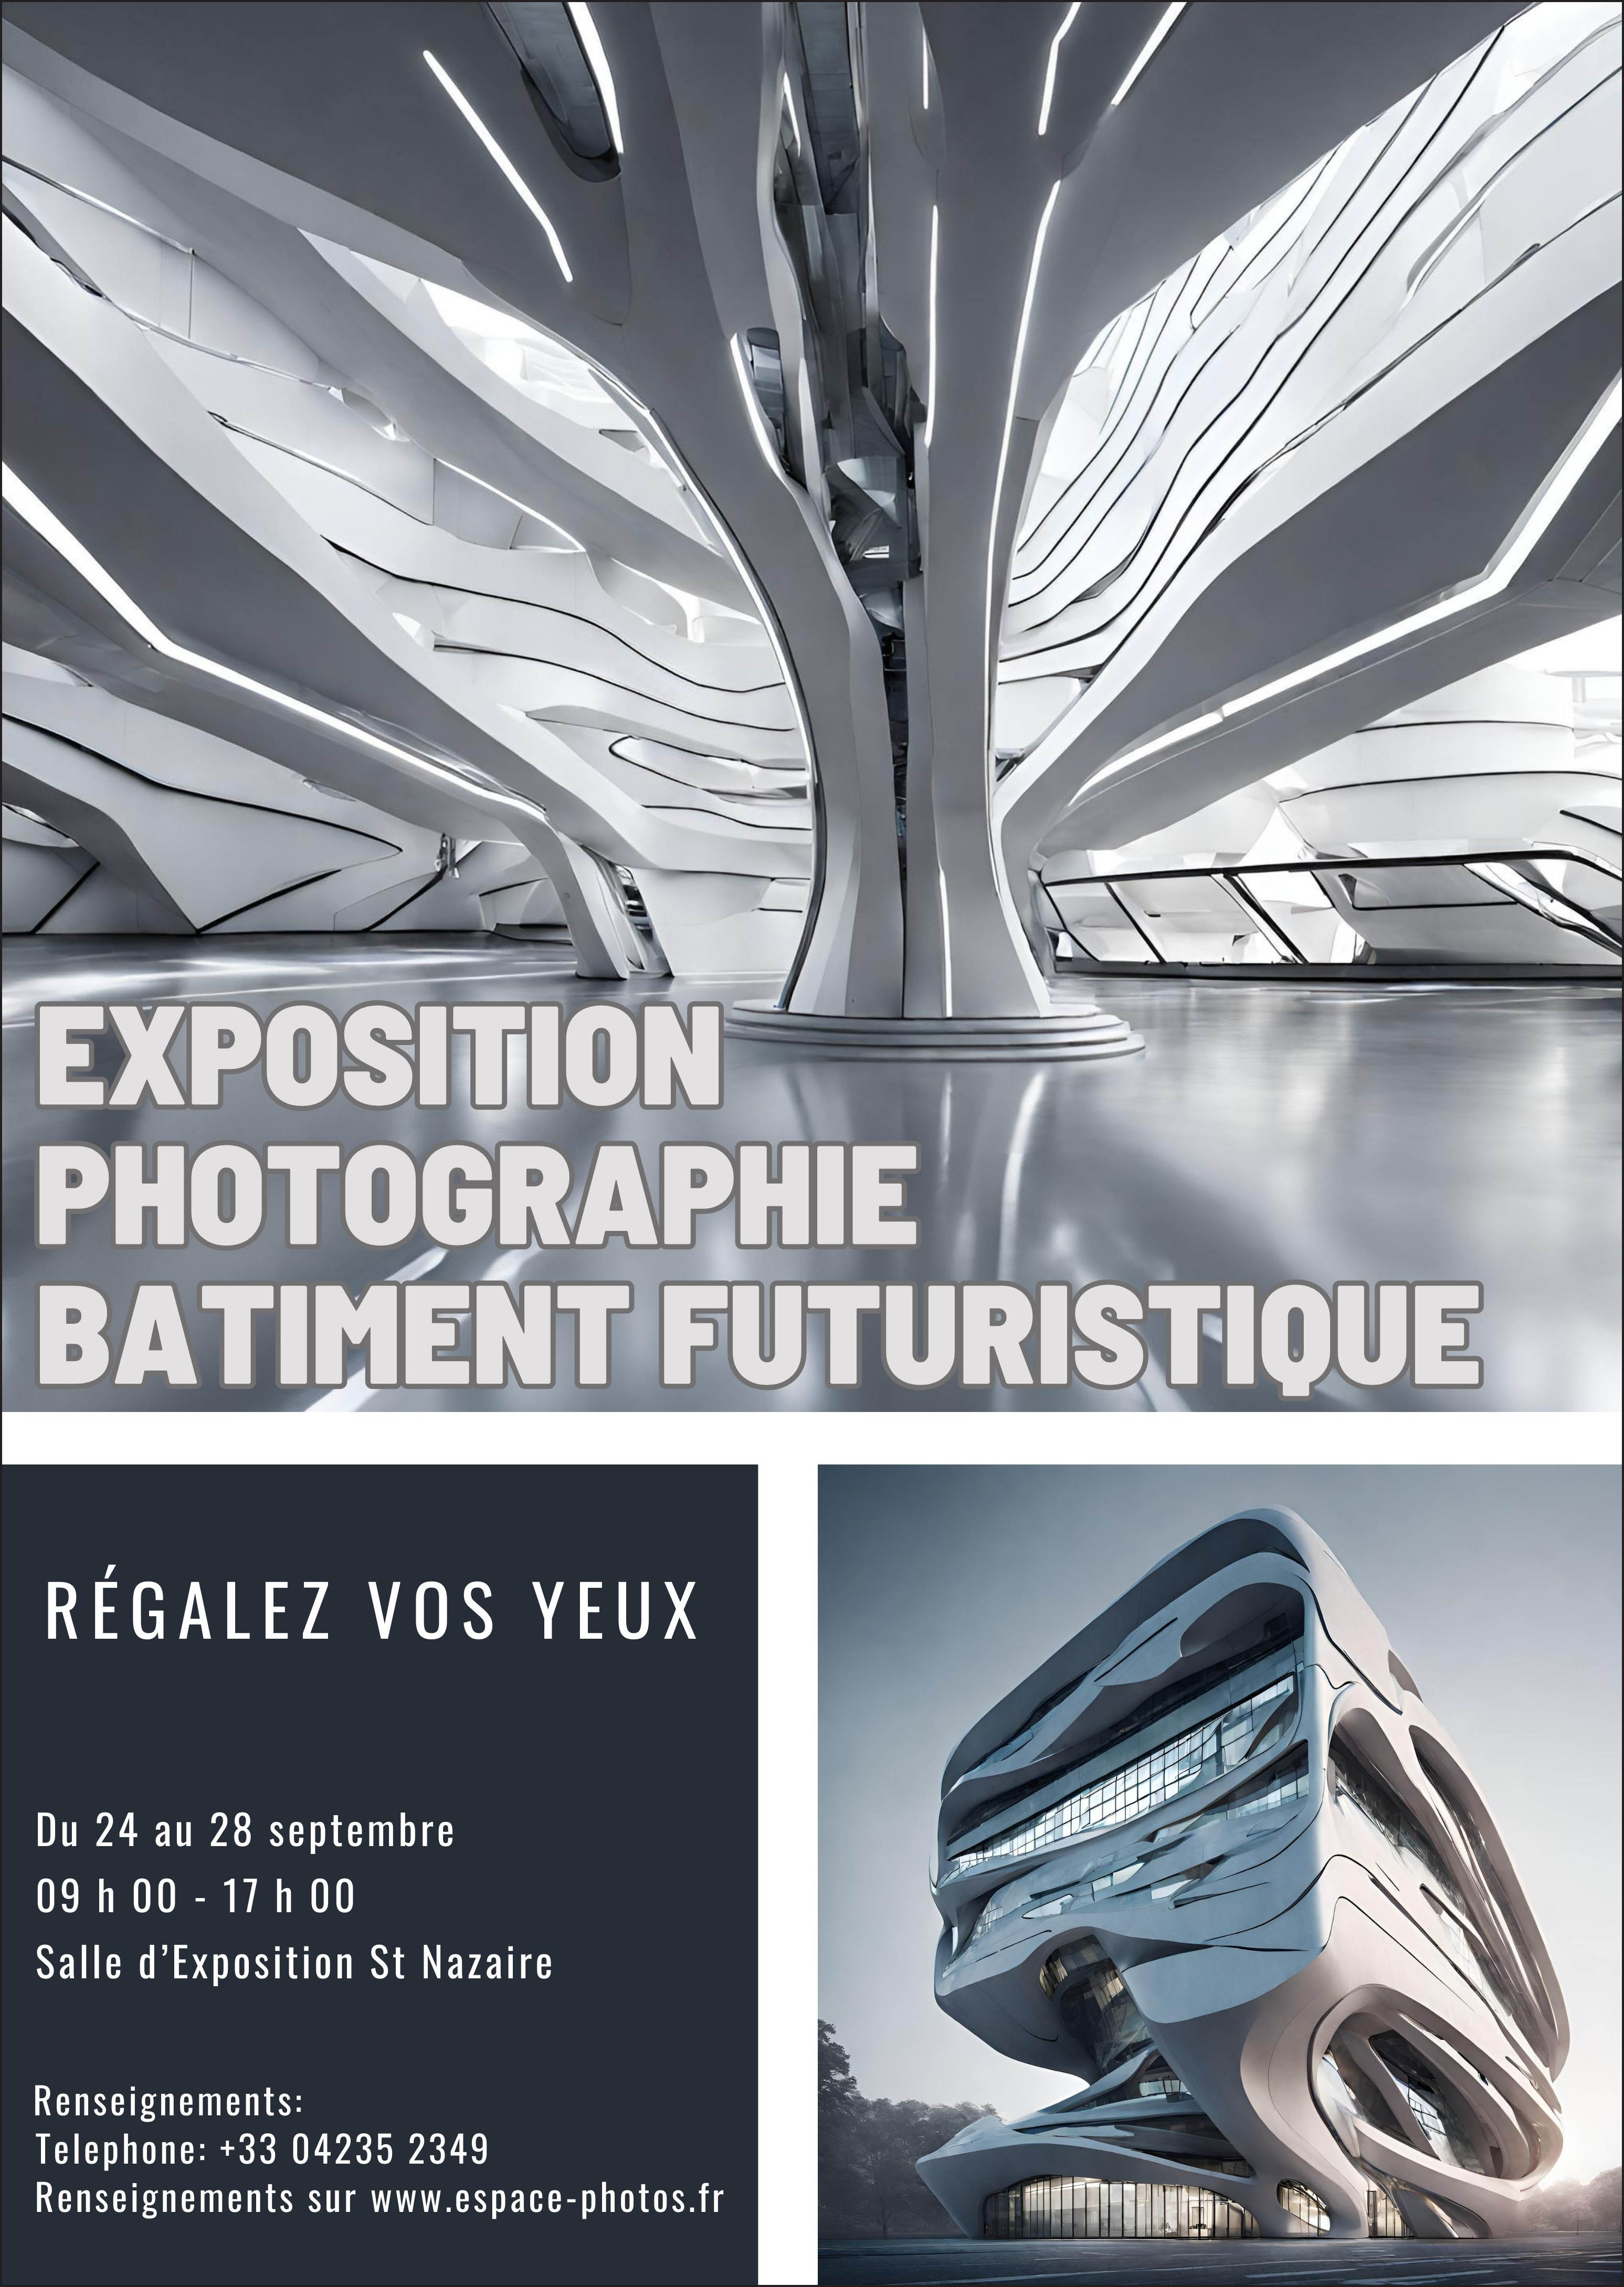 EXPOSITION
PHOTOGRAPHIE
BATIMENT FUTURISTIQUE
RÉGALEZ VOS YEUX
Du 24 au 28 septembre
09 h 00 - 17 h 00
Salle d’Exposition St Nazaire
Renseignements:
Telephone: +33 04235 2349
Renseignements sur www.espace-photos.fr